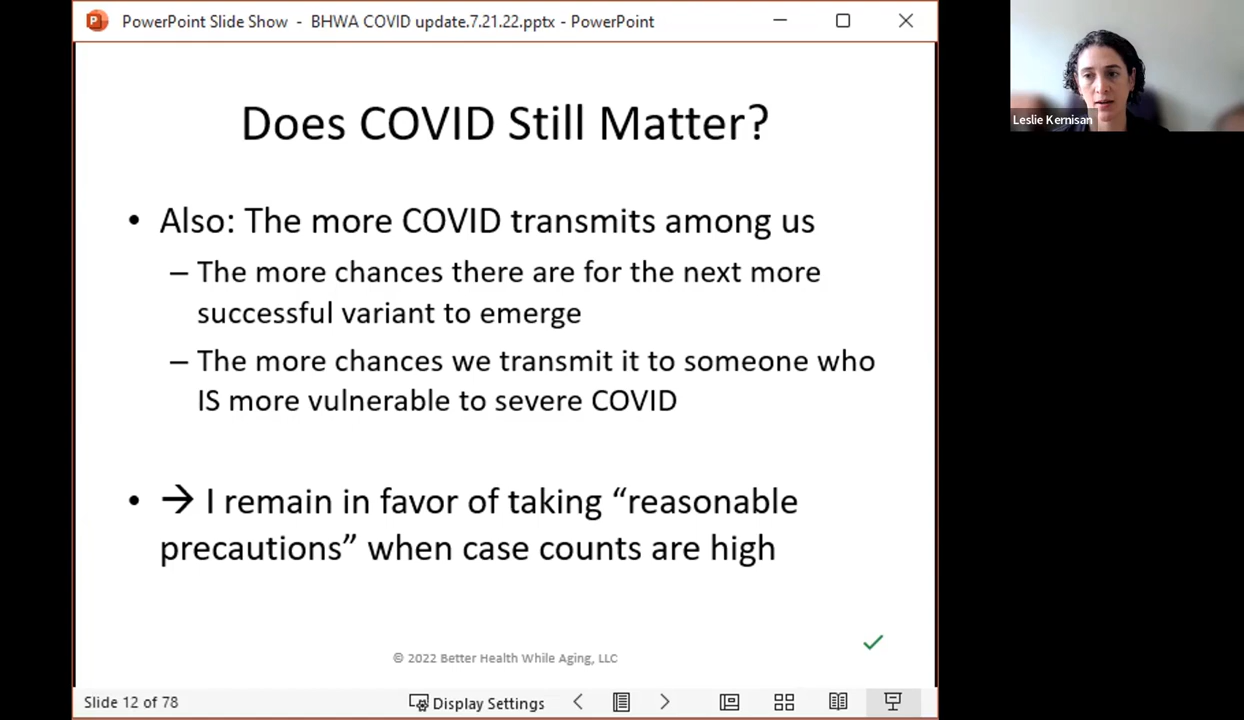 PowerPoint Slide Show - BHWA COVID update.7.21.22.pptx - PowerPoint
Leslie Kernisan
Does COVID Still Matter?
• Also: The more COVID transmits among us
– The more chances there are for the next more
successful variant to emerge
– The more chances we transmit it to someone who
IS more vulnerable to severe COVID
• → I remain in favor of taking “reasonable
precautions” when case counts are high
© 2022 Better Health While Aging, LLC
Slide 12 of 78
Display Settings